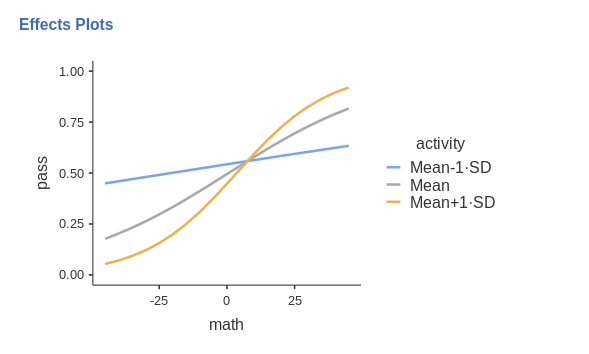 Effects Plots
1.00
0.75
0.50
0.25
0.00
pass
-25 0 25
math
activity
Mean-1·SD
Mean
Mean+1·SD